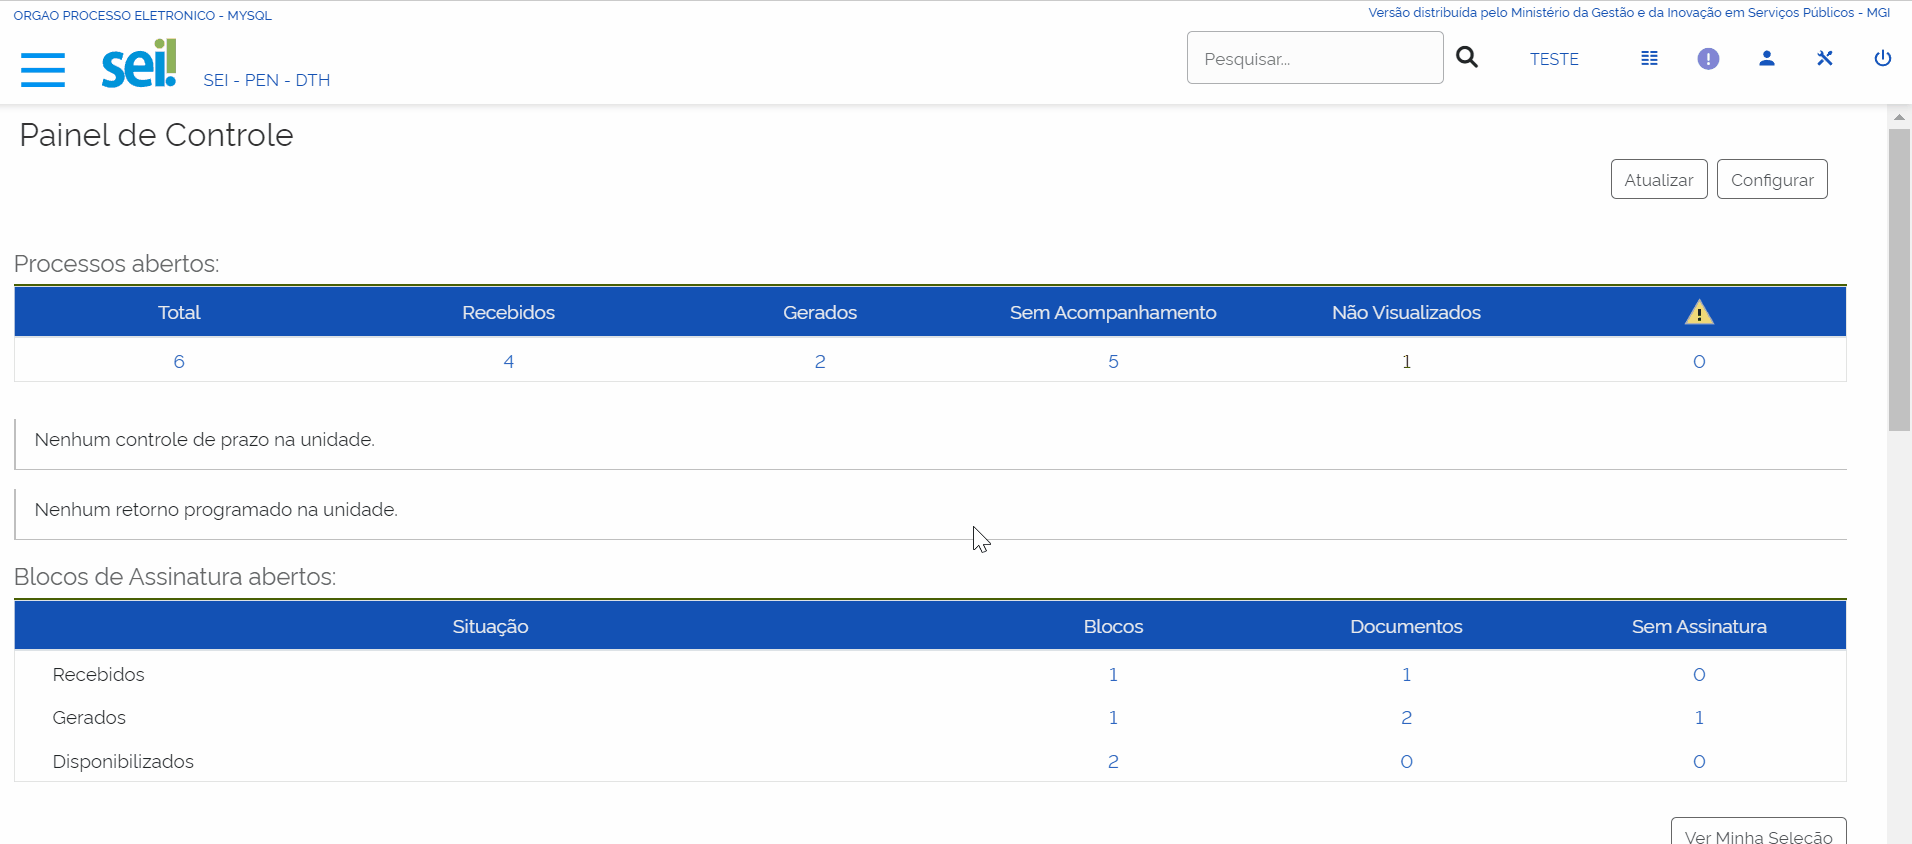 ORGAO PROCESSO ELETRONICO - MYSQL
Versão distribuída pelo Ministério da Gestão e da Inovação em Serviços Públicos - MGI
sei!
SEI - PEN - DTH
Pesquisar...
TESTE
Painel de Controle
Atualizar
Configurar
Processos abertos:
Total Recebidos Gerados Sem Acompanhamento Não Visualizados
6 4 2 5 1 0
Nenhum controle de prazo na unidade.
Nenhum retorno programado na unidade.
Blocos de Assinatura abertos:
Situação Blocos Documentos Sem Assinatura
Recebidos 1 1 0
Gerados 1 2 1
Disponibilizados 2 0 0
Ver Minha Seleção